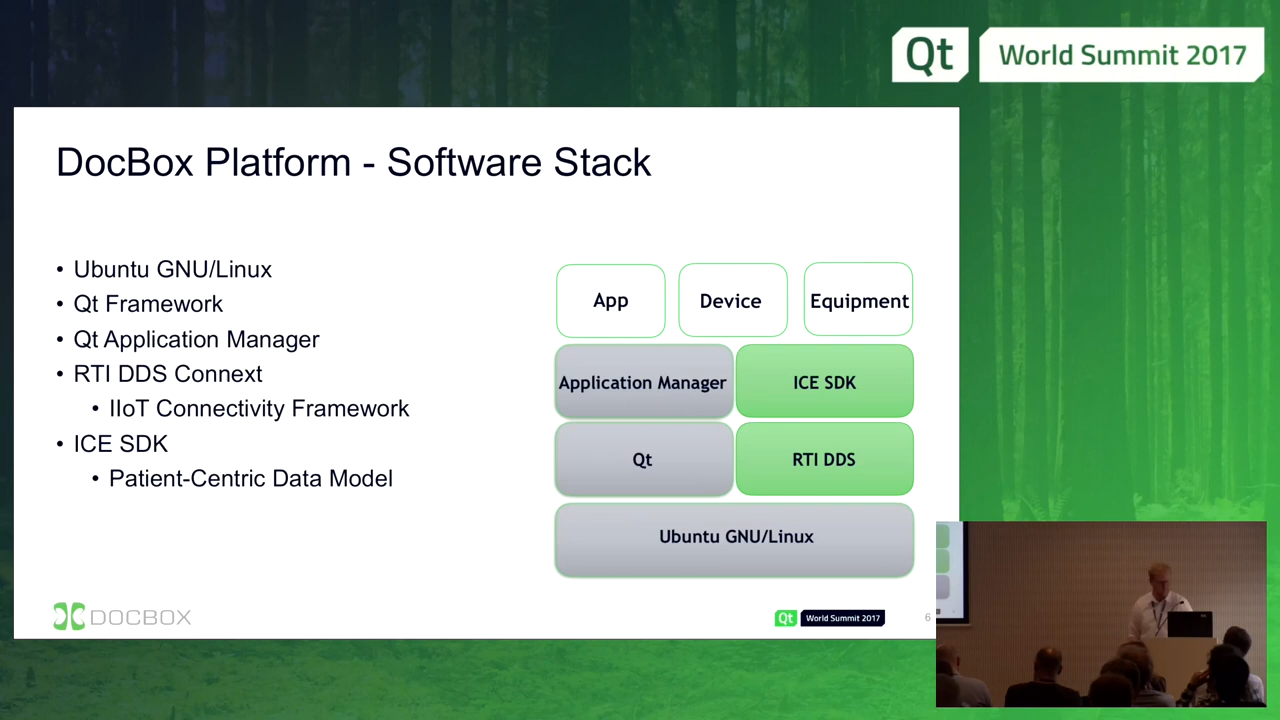 Qt World Summit 2017
DocBox Platform - Software Stack
• Ubuntu GNU/Linux
• Qt Framework
• Qt Application Manager
• RTI DDS Connext
• IIoT Connectivity Framework
• ICE SDK
• Patient-Centric Data Model
App Device Equipment
Application Manager ICE SDK
Qt RTI DDS
Ubuntu GNU/Linux
DOCBOX
Qt World Summit 2017
6